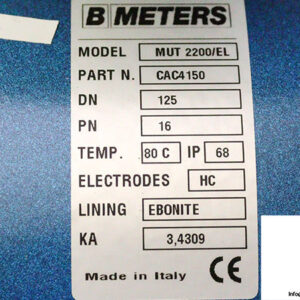 B METERS
MODEL MUT 2200/EL
PART N. CAC4150
DN 125
PN 16
TEMP. 80 C IP 68
ELECTRODES HC
LINING EBONITE
KA 3,4309
Made in Italy CE